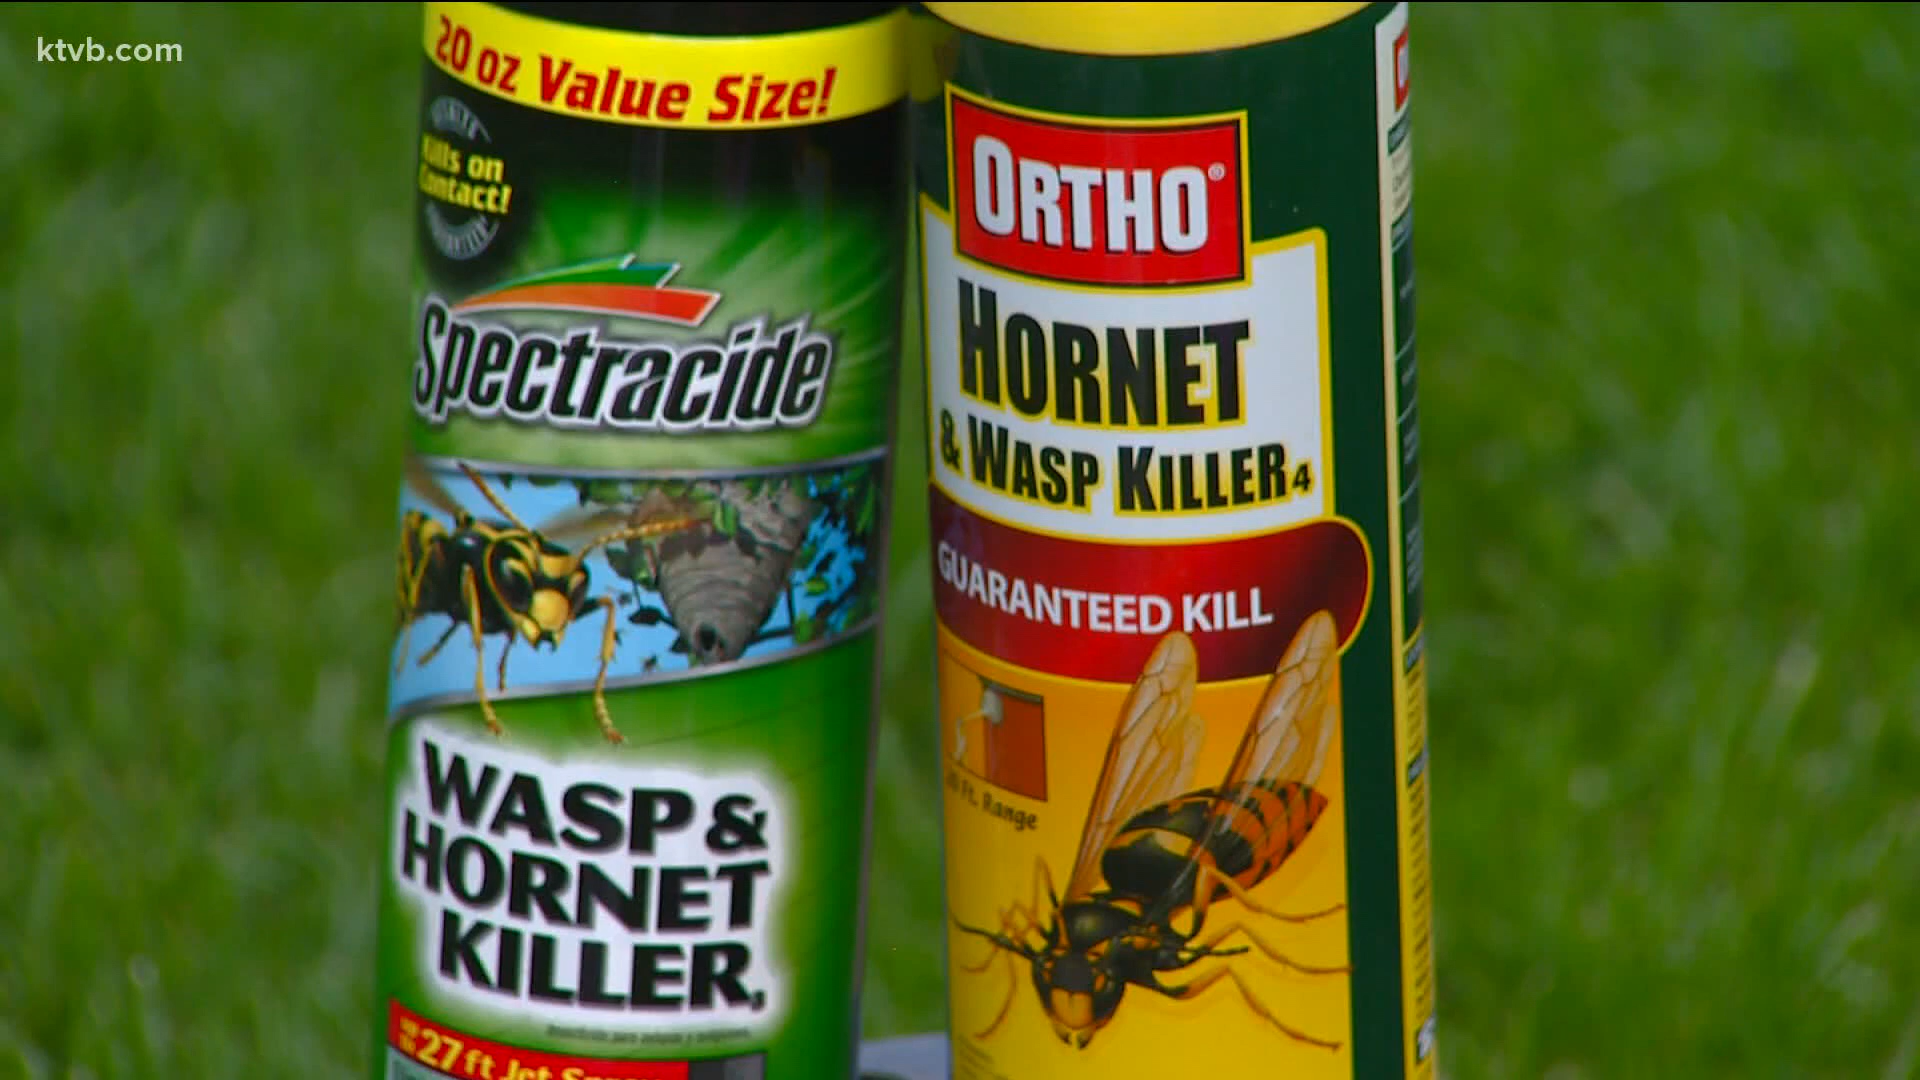 ktvb.com
20 oz Value Size!
Kills on
Contact!
Spectracide
WASP &
HORNET
KILLER
27 ft Jet
ORTHO®
HORNET
& WASP KILLER4
GUARANTEED KILL
Ft. Range